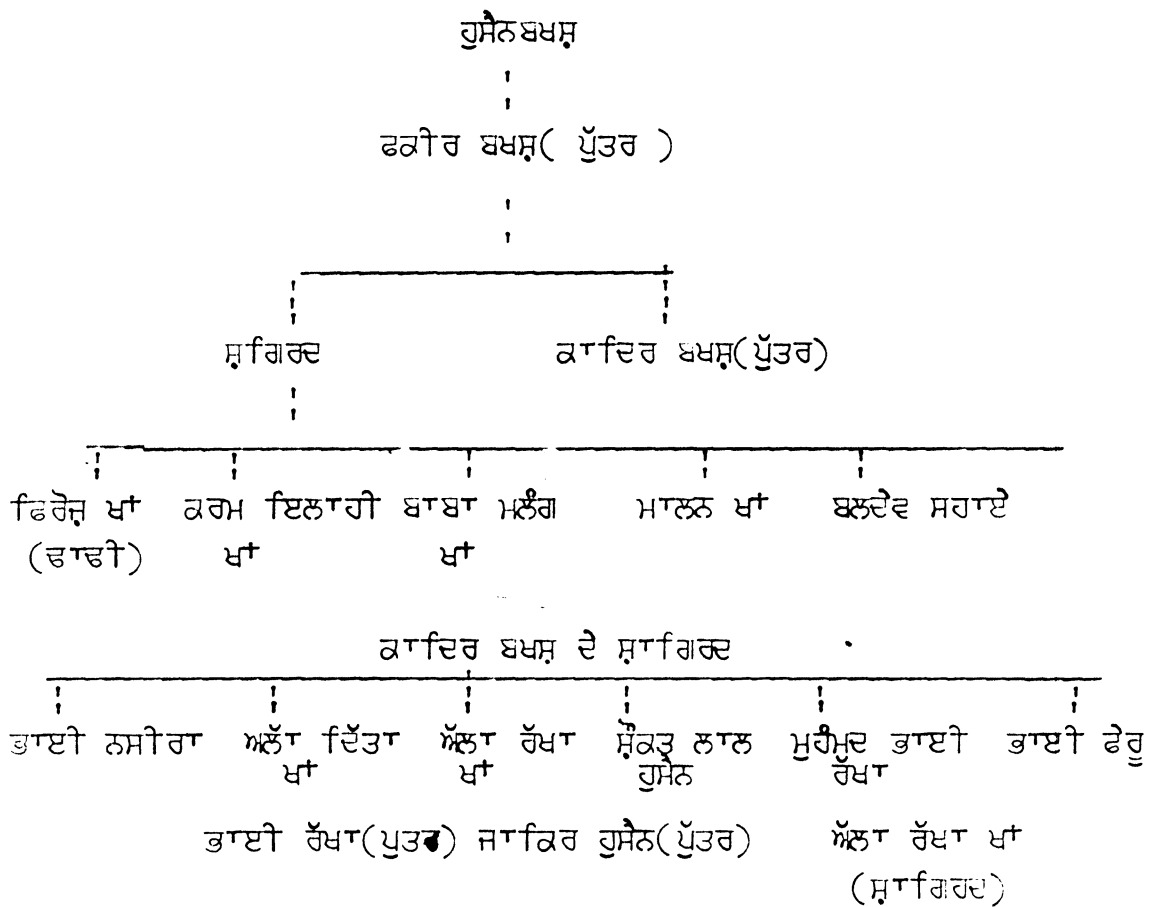 ਹੁਸੈਨਬਖਸ਼
ਫਕੀਰ ਬਖਸ਼( ਪੁੱਤਰ )
ਸ਼ਗਿਰਦ ਕਾਦਿਰ ਬਖਸ਼(ਪੁੱਤਰ)
ਫਿਰੋਜ਼ ਖਾਂ ਕਰਮ ਇਲਾਹੀ ਬਾਬਾ ਮਲੰਗ ਮਾਲਨ ਖਾਂ ਬਲਦੇਵ ਸਹਾਏ
(ਢਾਢੀ) ਖਾਂ ਖਾਂ
ਕਾਦਿਰ ਬਖਸ਼ ਦੇ ਸ਼ਾਗਿਰਦ
ਭਾਈ ਨਸੀਰਾ ਅਲੱਾ ਦਿੱਤਾ ਅੱਲਾ ਰੱਖਾ ਸ਼ੌਕਤ ਲਾਲ ਮੁਹੰਮਦ ਭਾਈ ਭਾਈ ਫੇਰੂ
ਖਾਂ ਖਾਂ ਹੁਸੈਨ ਰੱਖਾ
ਭਾਈ ਰੱਖਾ(ਪੁਤਰ) ਜਾਕਿਰ ਹੁਸੈਨ(ਪੁੱਤਰ) ਅੱਲਾ ਰੱਖਾ ਖਾਂ
(ਸ਼ਾਗਿਰਦ)